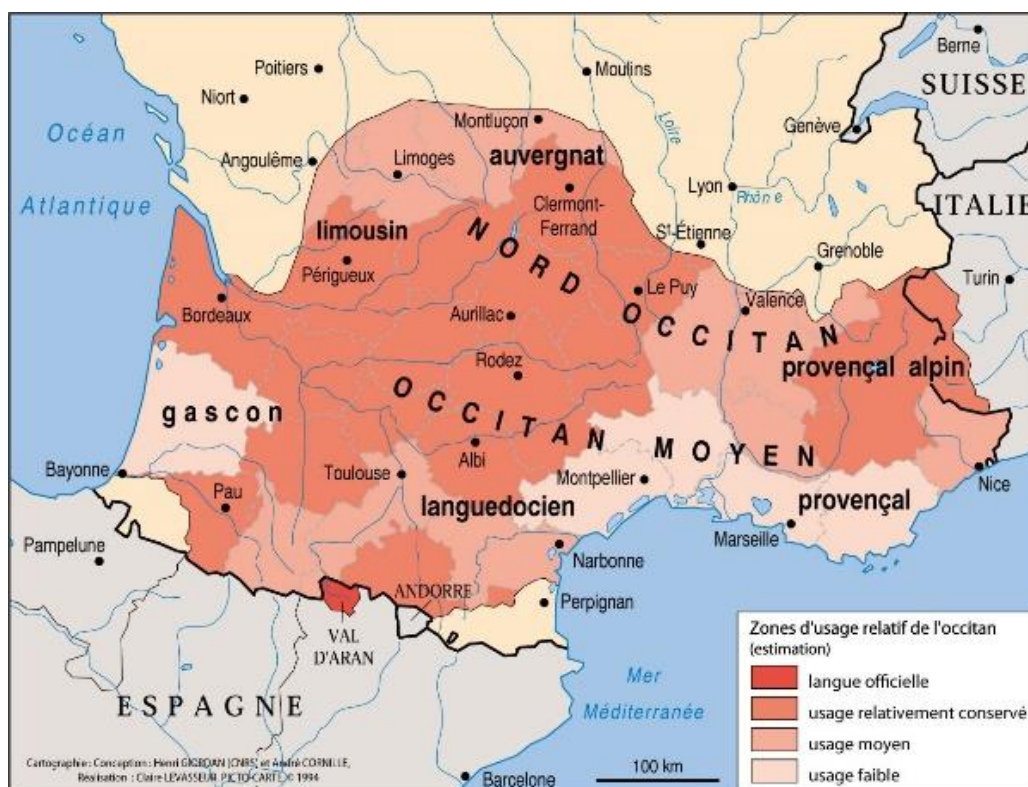 Berne
Poitiers
Moulins
SUISSE
Niort
Océan
Atlantique
Montluçon
Loire
Genève
auvergnat
Angoulême
Limoges
Lyon
Rhône
ITALIE
Clermont-
Ferrand
limousin
NORD OCCITAN
St-Étienne
Grenoble
Périgueux
Turin
Le Puy
Valence
Bordeaux
Aurillac
provençal alpin
Rodez
gascon
OCCITAN MOYEN
Albi
Toulouse
Montpellier
Bayonne
Pau
languedocien
provençal
Nice
Marseille
Pampelune
Narbonne
ANDORRE
Perpignan
VAL
D'ARAN
ESPAGNE
Mer
Méditerranée
Zones d'usage relatif de l'occitan
(estimation)
langue officielle
usage relativement conservé
usage moyen
usage faible
Cartographie : Conception : Henri GIORDAN (CNRS) et André CORNILLE,
Réalisation : Claire LEVASSEUR PICTO-CARTE © 1994
Barcelone
100 km